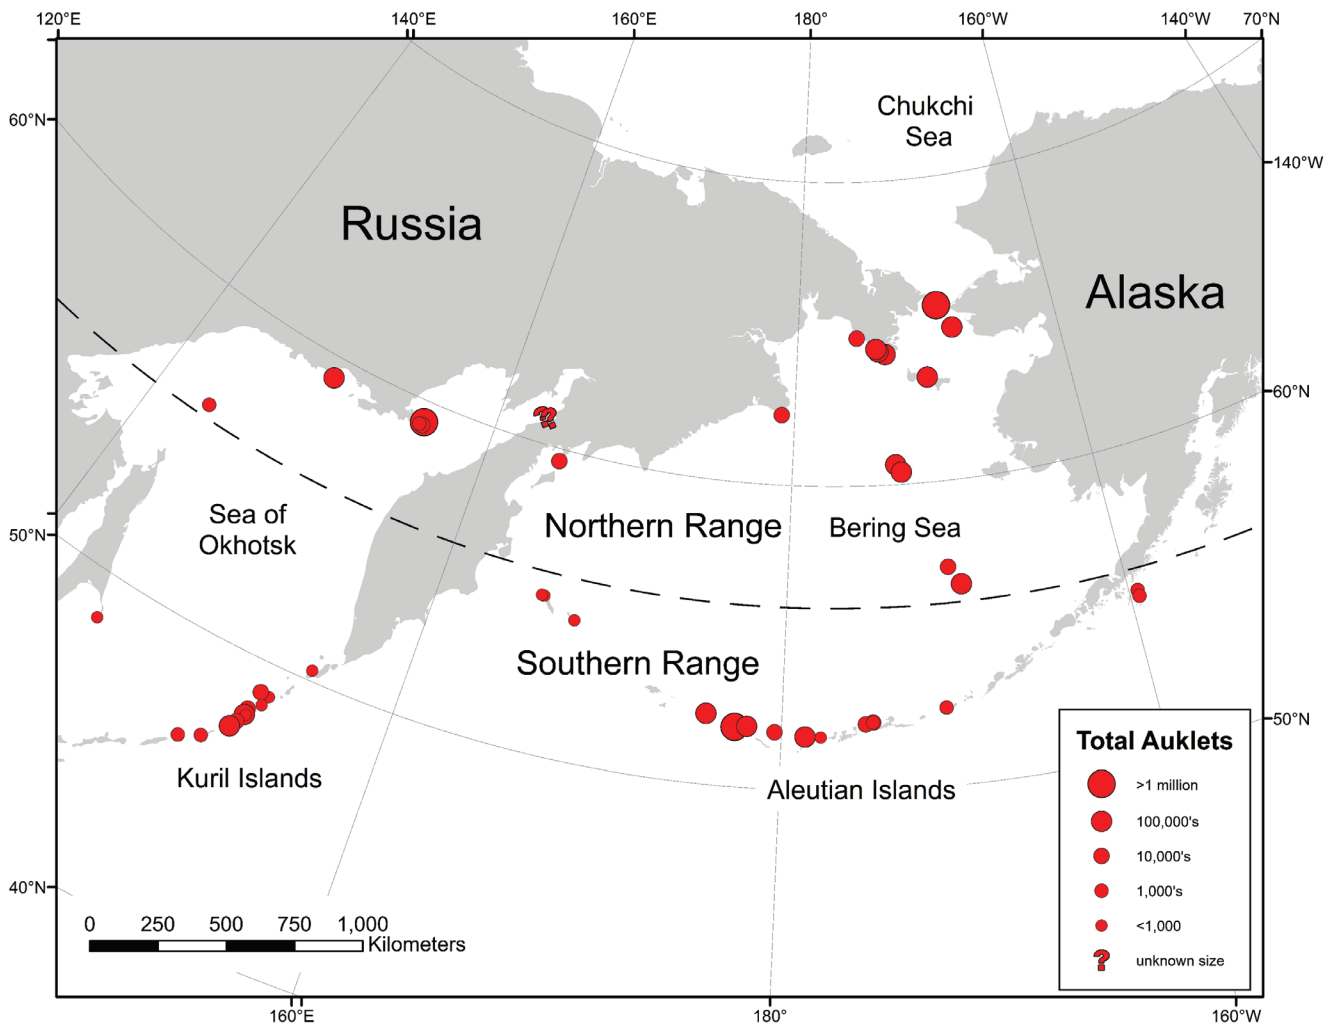 120°E
140°E
160°E
180°
160°W
140°W
70°N
60°N
Chukchi
Sea
140°W
Russia
Alaska
60°N
??
Sea of
Okhotsk
Northern Range
Bering Sea
50°N
Southern Range
50°N
Kuril Islands
Aleutian Islands
Total Auklets
>1 million
100,000's
10,000's
1,000's
<1,000
? unknown size
40°N
0 250 500 750 1,000
Kilometers
160°E
180°
160°W